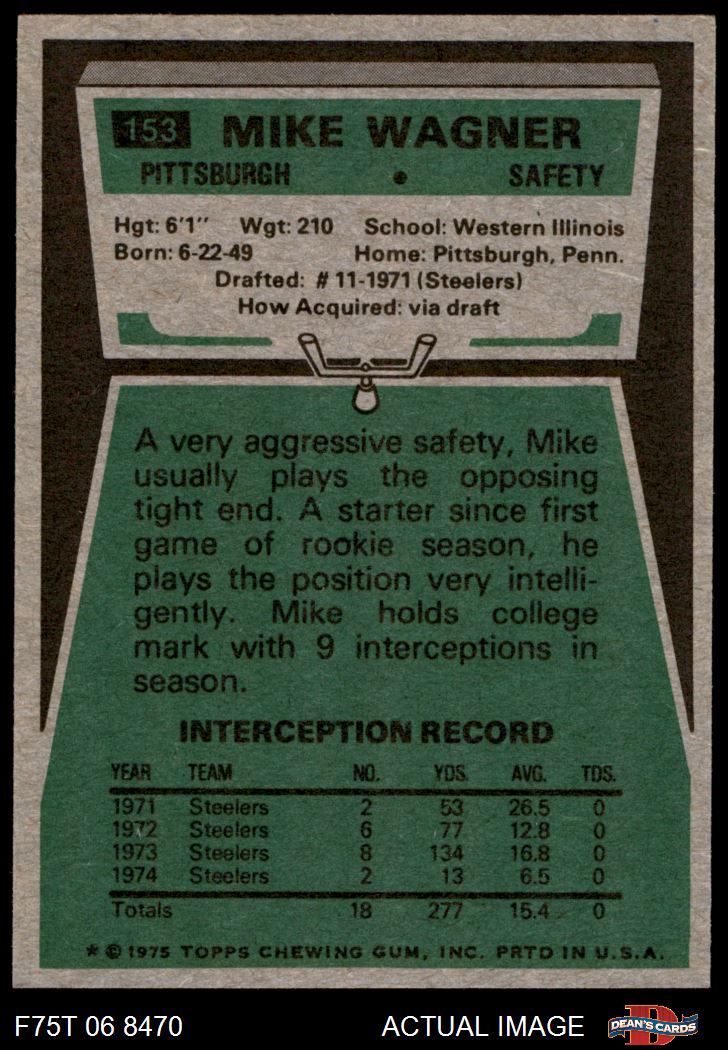 153 MIKE WAGNER
PITTSBURGH • SAFETY
Hgt: 6'1" Wgt: 210 School: Western Illinois
Born: 6-22-49 Home: Pittsburgh, Penn.
Drafted: # 11-1971 (Steelers)
How Acquired: via draft
A very aggressive safety, Mike
usually plays the opposing
tight end. A starter since first
game of rookie season, he
plays the position very intelli-
gently. Mike holds college
mark with 9 interceptions in
season.
INTERCEPTION RECORD
YEAR TEAM NO. YDS. AVG. TDS.
1971 Steelers 2 53 26.5 0
1972 Steelers 6 77 12.8 0
1973 Steelers 8 134 16.8 0
1974 Steelers 2 13 6.5 0
Totals 18 277 15.4 0
* © 1975 TOPPS CHEWING GUM, INC. PRTD IN U.S.A.
F75T 06 8470 ACTUAL IMAGE D DEAN'S CARDS